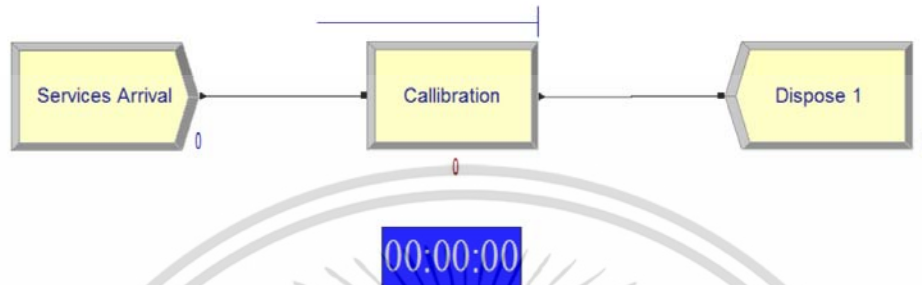 Services Arrival
Callibration
Dispose 1
0
0
00:00:00